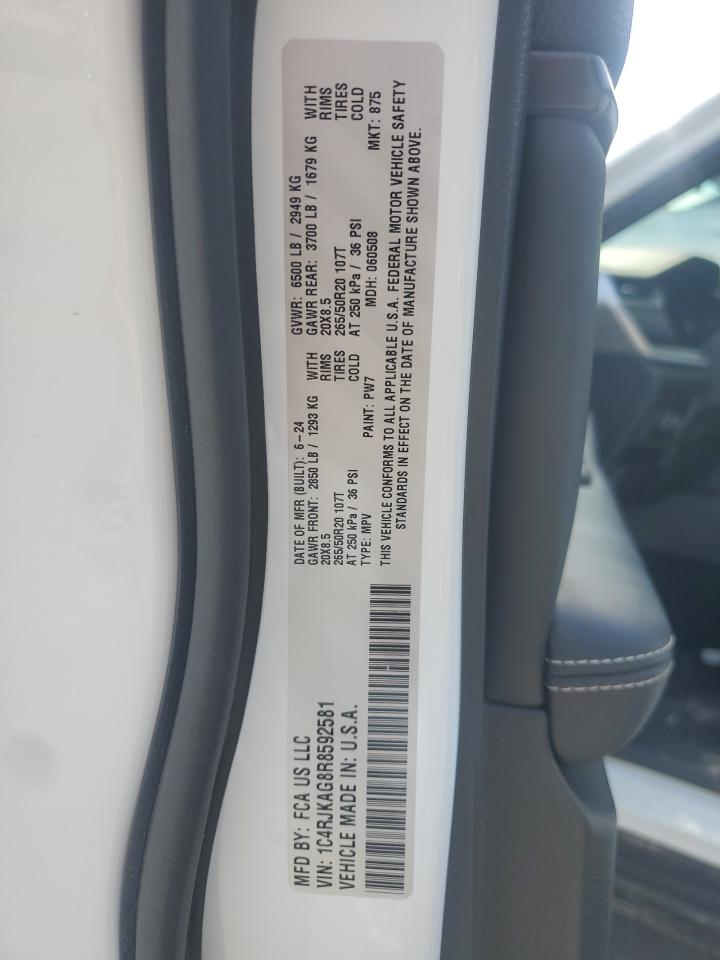 MFD BY: FCA US LLC
VIN: 1C4RJKAG8R8592581
VEHICLE MADE IN: U.S.A.
DATE OF MFR (BUILT): 6-24
GAWR FRONT: 2850 LB / 1293 KG WITH
20X8.5 RIMS
265/50R20 107T TIRES
AT 250 kPa / 36 PSI COLD
GVWR: 6500 LB / 2949 KG
GAWR REAR: 3700 LB / 1679 KG WITH
20X8.5 RIMS
265/50R20 107T TIRES
AT 250 kPa / 36 PSI COLD
TYPE: MPV PAINT: PW7 MDH: 060508 MKT: 875
THIS VEHICLE CONFORMS TO ALL APPLICABLE U.S.A. FEDERAL MOTOR VEHICLE SAFETY
STANDARDS IN EFFECT ON THE DATE OF MANUFACTURE SHOWN ABOVE.